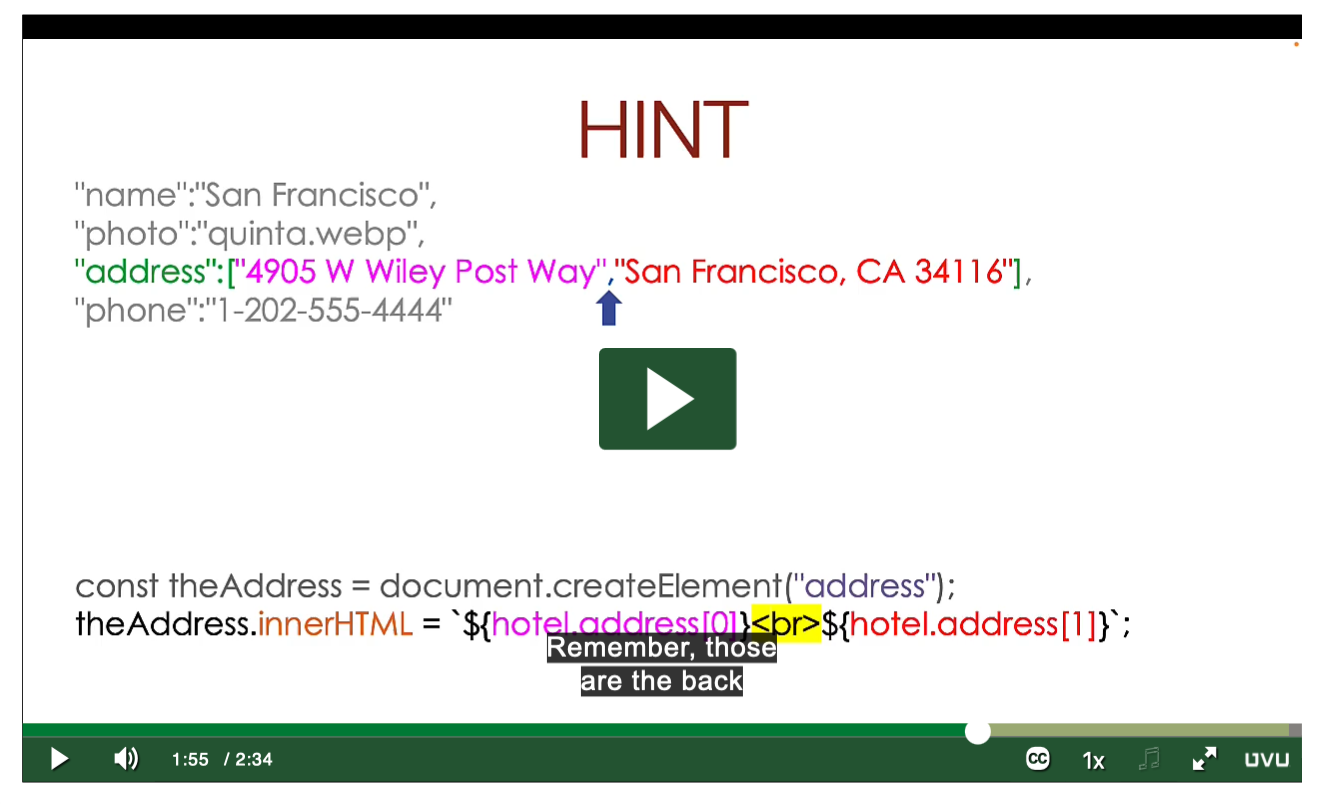 HINT
"name":"San Francisco",
"photo":"quinta.webp",
"address":["4905 W Wiley Post Way","San Francisco, CA 34116"],
"phone":"1-202-555-4444"
const theAddress = document.createElement("address");
theAddress.innerHTML = `${hotel.address[0]}<br>${hotel.address[1]}`;
Remember, those
are the back
1:55 / 2:34 CC 1x UVU